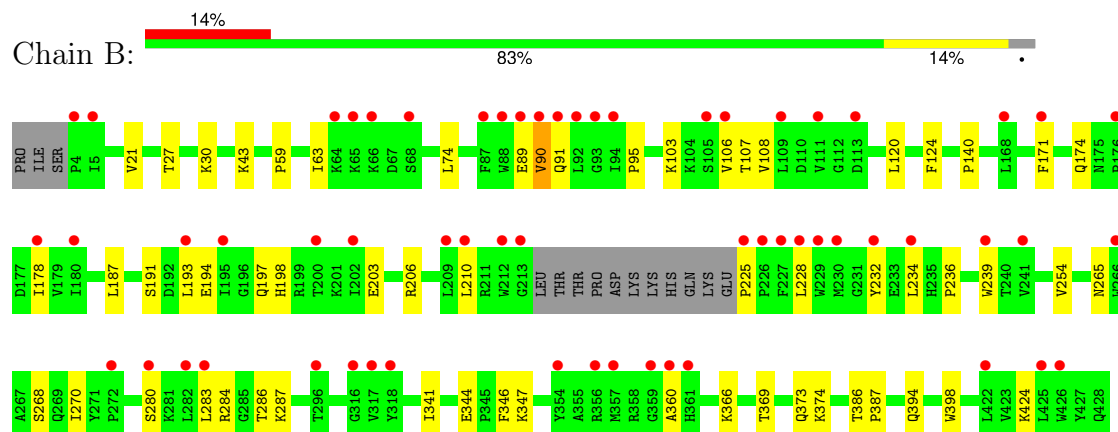 14%
Chain B:
83% 14% •
PRO ILE SER P4 I5 V21 T27 K30 K43 P59 I63 K64 K65 K66 D67 S68 L74 F87 W88 E89 V90 Q91 L92 G93 I94 P95 K103 K104 S105 V106 T107 V108 L109 D110 V111 G112 D113 L120 F124 P140 L168 F171 Q174 N175 P176
D177 I178 V179 I180 L187 S191 D192 L193 E194 I195 G196 Q197 H198 R199 T200 K201 I202 E203 R206 L209 L210 R211 W212 G213 LEU THR THR PRO ASP LYS LYS HIS GLN LYS GLU P225 P226 F227 L228 W229 M230 G231 Y232 E233 L234 H235 P236 W239 T240 V241 V254 N265 W266
A267 S268 Q269 I270 Y271 P272 S280 K281 L282 L283 R284 G285 T286 K287 T296 G316 V317 Y318 I341 E344 P345 F346 K347 Y354 A355 R356 M357 R358 G359 A360 H361 K366 T369 Q373 K374 T386 P387 Q394 W398 L422 V423 K424 L425 W426 Y427 Q428